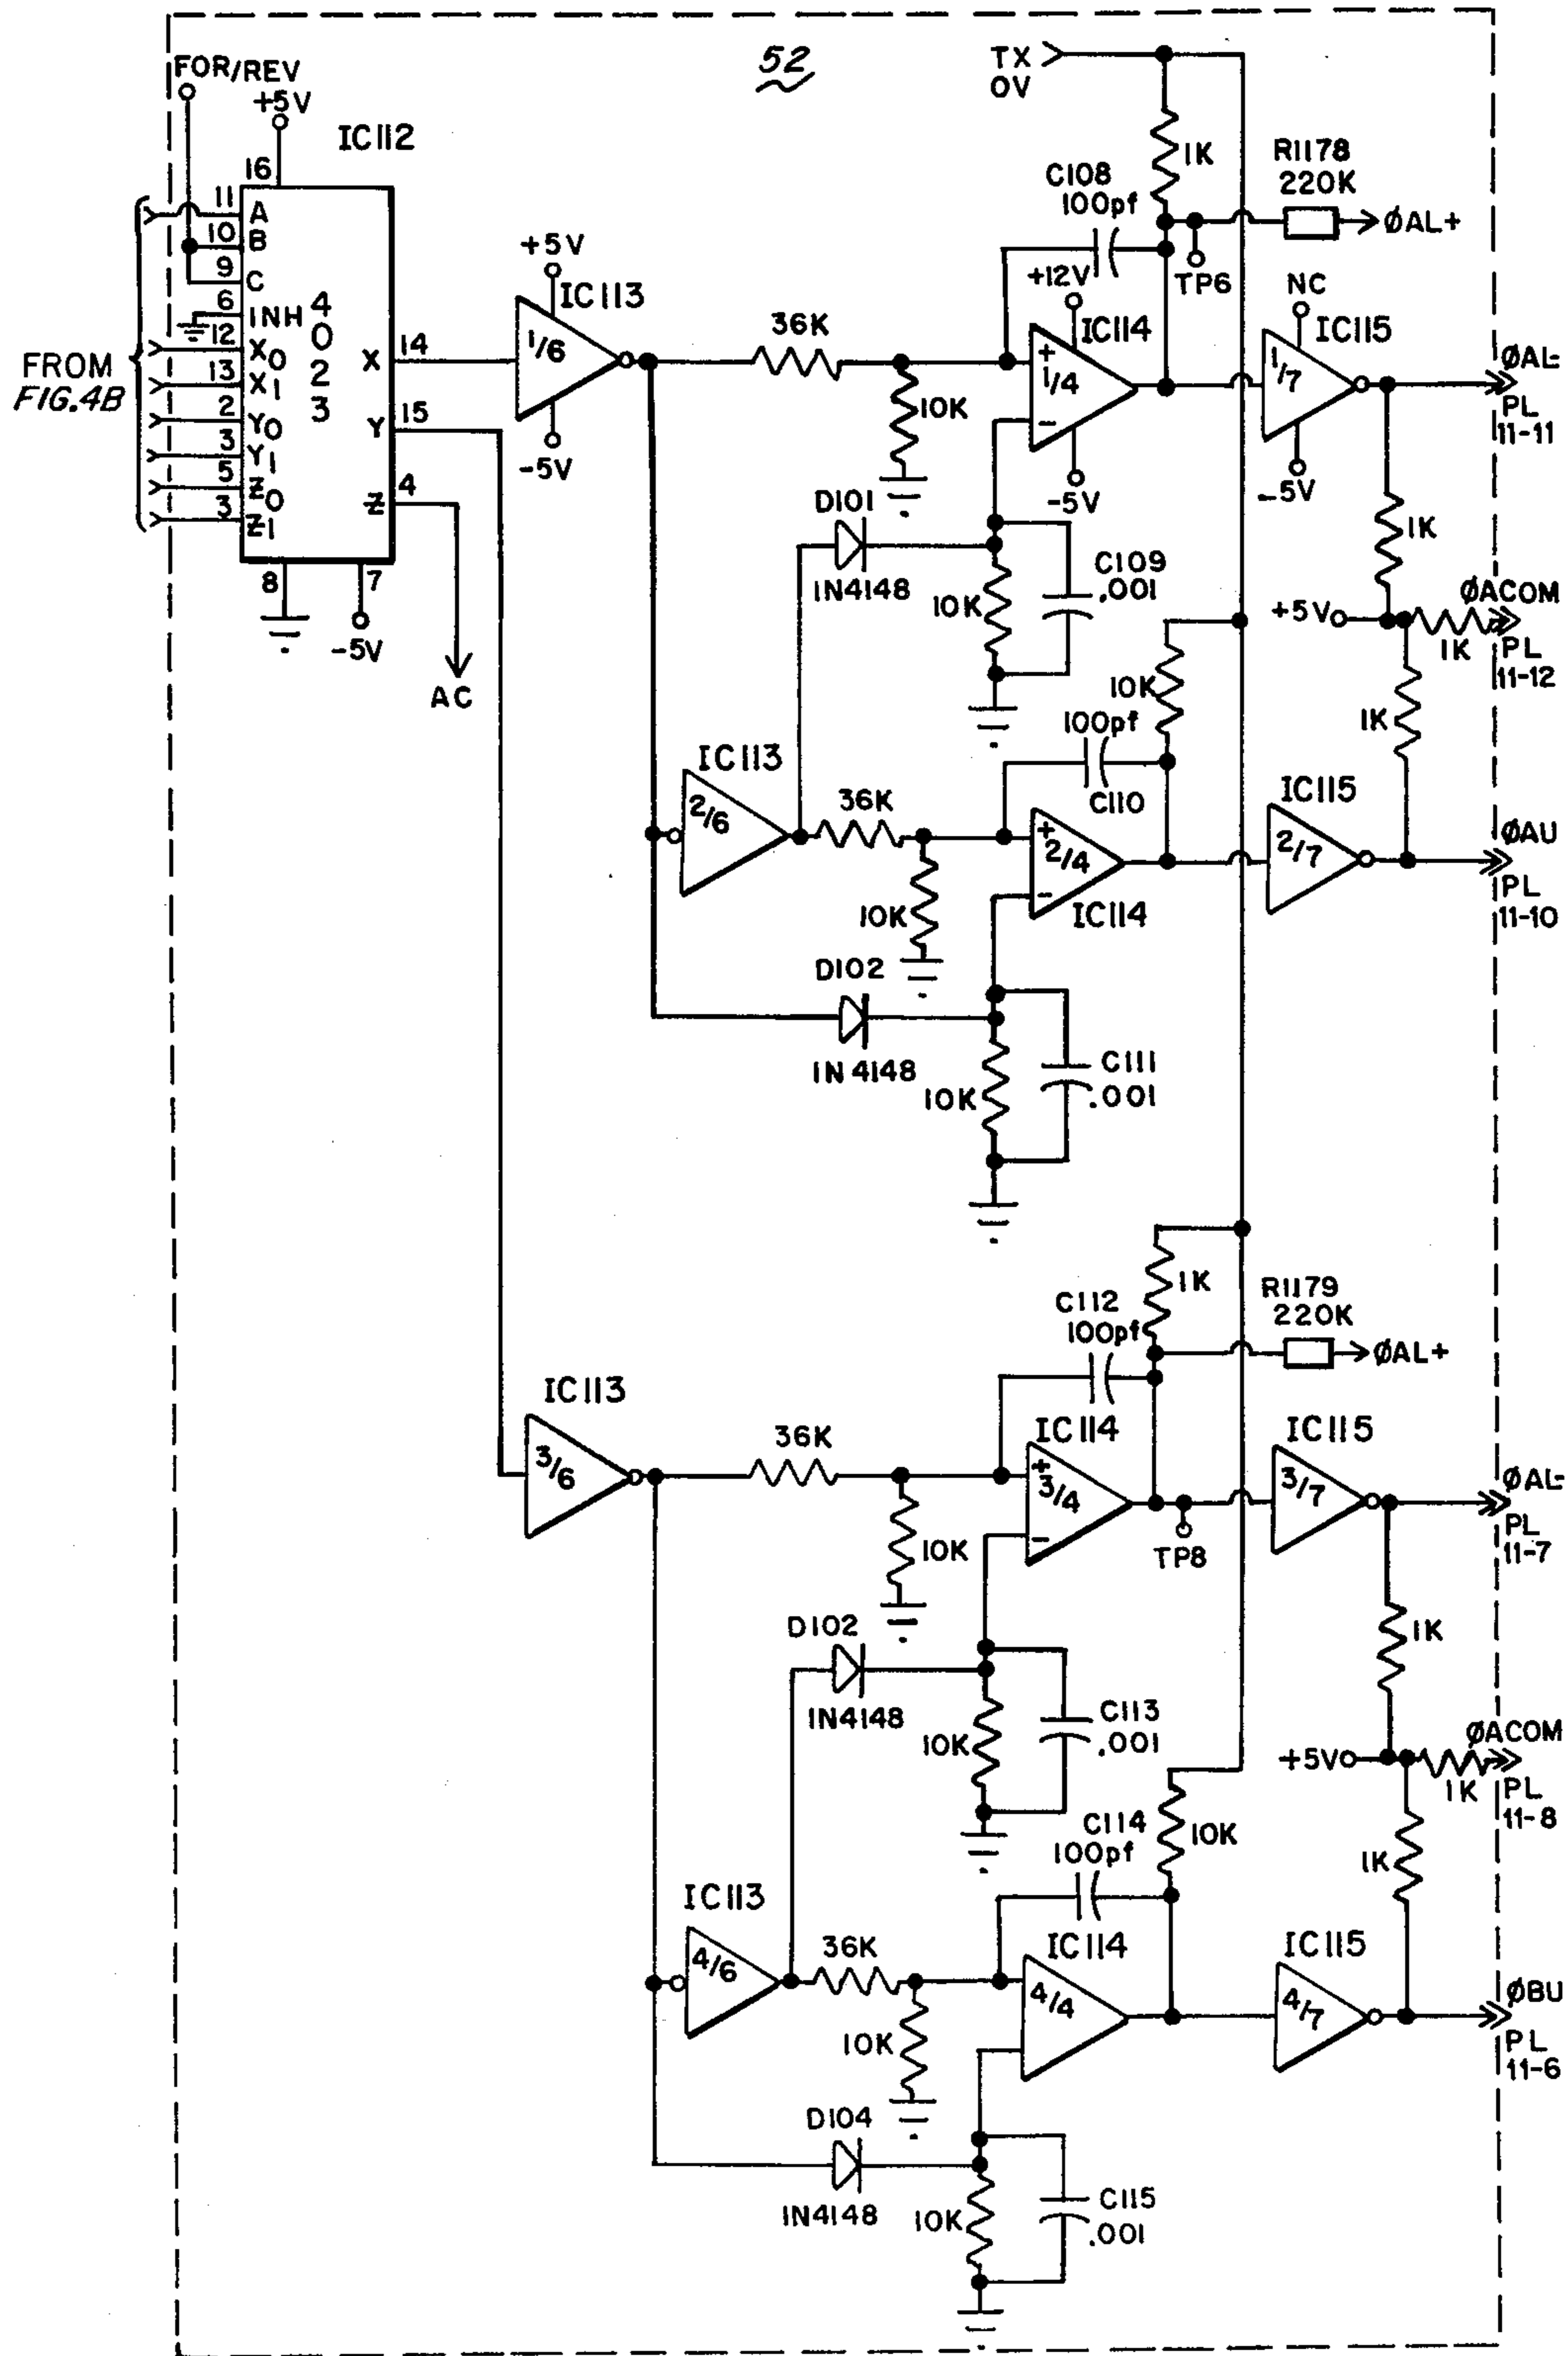 52
TX
0V
FOR/REV
+5V
IC112
16
11 A
10 B
9 C
6 INH
12 X0
13 X1
2 Y0
3 Y1
5 Z0
3 Z1
4
0
2
3
X 14
Y 15
Z 4
8
7
-5V
AC
FROM
FIG.4B
+5V
IC113
1/6
-5V
36K
10K
C108
100pf
1K
R1178
220K
ØAL+
TP6
+12V
IC114
+
1/4
-
-5V
NC
IC115
1/7
-5V
ØAL-
PL
11-11
1K
D101
1N4148
10K
C109
.001
+5V
ØACOM
1K
PL
11-12
1K
10K
100pf
C110
IC113
2/6
36K
10K
+
2/4
-
IC114
IC115
2/7
ØAU
PL
11-10
D102
1N4148
10K
C111
.001
1K
C112
100pf
R1179
220K
ØAL+
IC113
3/6
36K
10K
IC114
+
3/4
-
TP8
IC115
3/7
ØAL-
PL
11-7
1K
D102
1N4148
10K
C113
.001
+5V
ØACOM
1K
PL
11-8
1K
C114
100pf
10K
IC113
4/6
36K
10K
IC114
4/4
IC115
4/7
ØBU
PL
11-6
D104
1N4148
10K
C115
.001